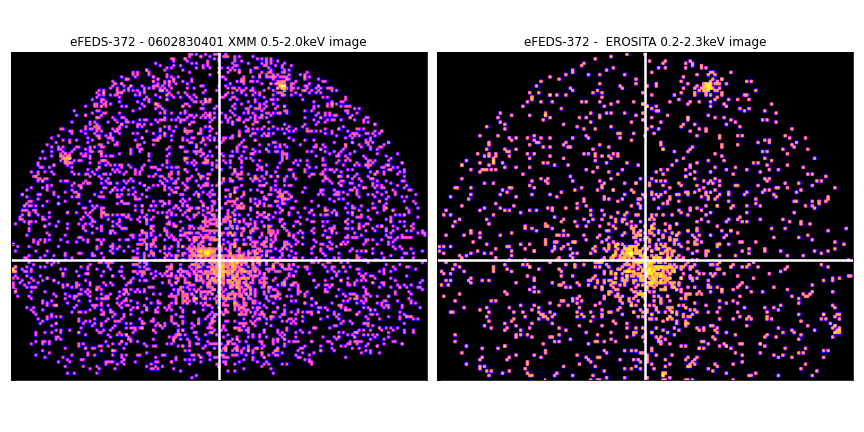 eFEDS-372 - 0602830401 XMM 0.5-2.0keV image
eFEDS-372 -  EROSITA 0.2-2.3keV image